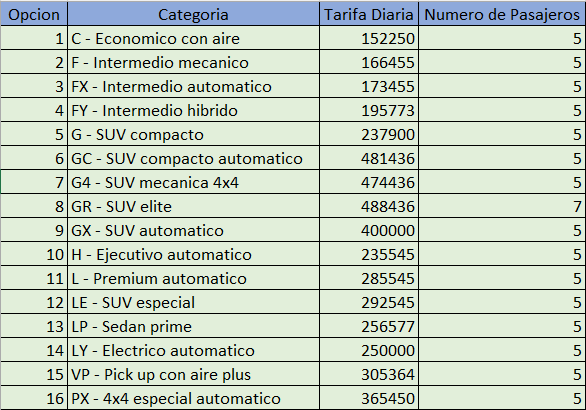 Opcion Categoria Tarifa Diaria Numero de Pasajeros
1 C - Economico con aire 152250 5
2 F - Intermedio mecanico 166455 5
3 FX - Intermedio automatico 173455 5
4 FY - Intermedio hibrido 195773 5
5 G - SUV compacto 237900 5
6 GC - SUV compacto automatico 481436 5
7 G4 - SUV mecanica 4x4 474436 5
8 GR - SUV elite 488436 7
9 GX - SUV automatico 400000 5
10 H - Ejecutivo automatico 235545 5
11 L - Premium automatico 285545 5
12 LE - SUV especial 292545 5
13 LP - Sedan prime 256577 5
14 LY - Electrico automatico 250000 5
15 VP - Pick up con aire plus 305364 5
16 PX - 4x4 especial automatico 365450 5